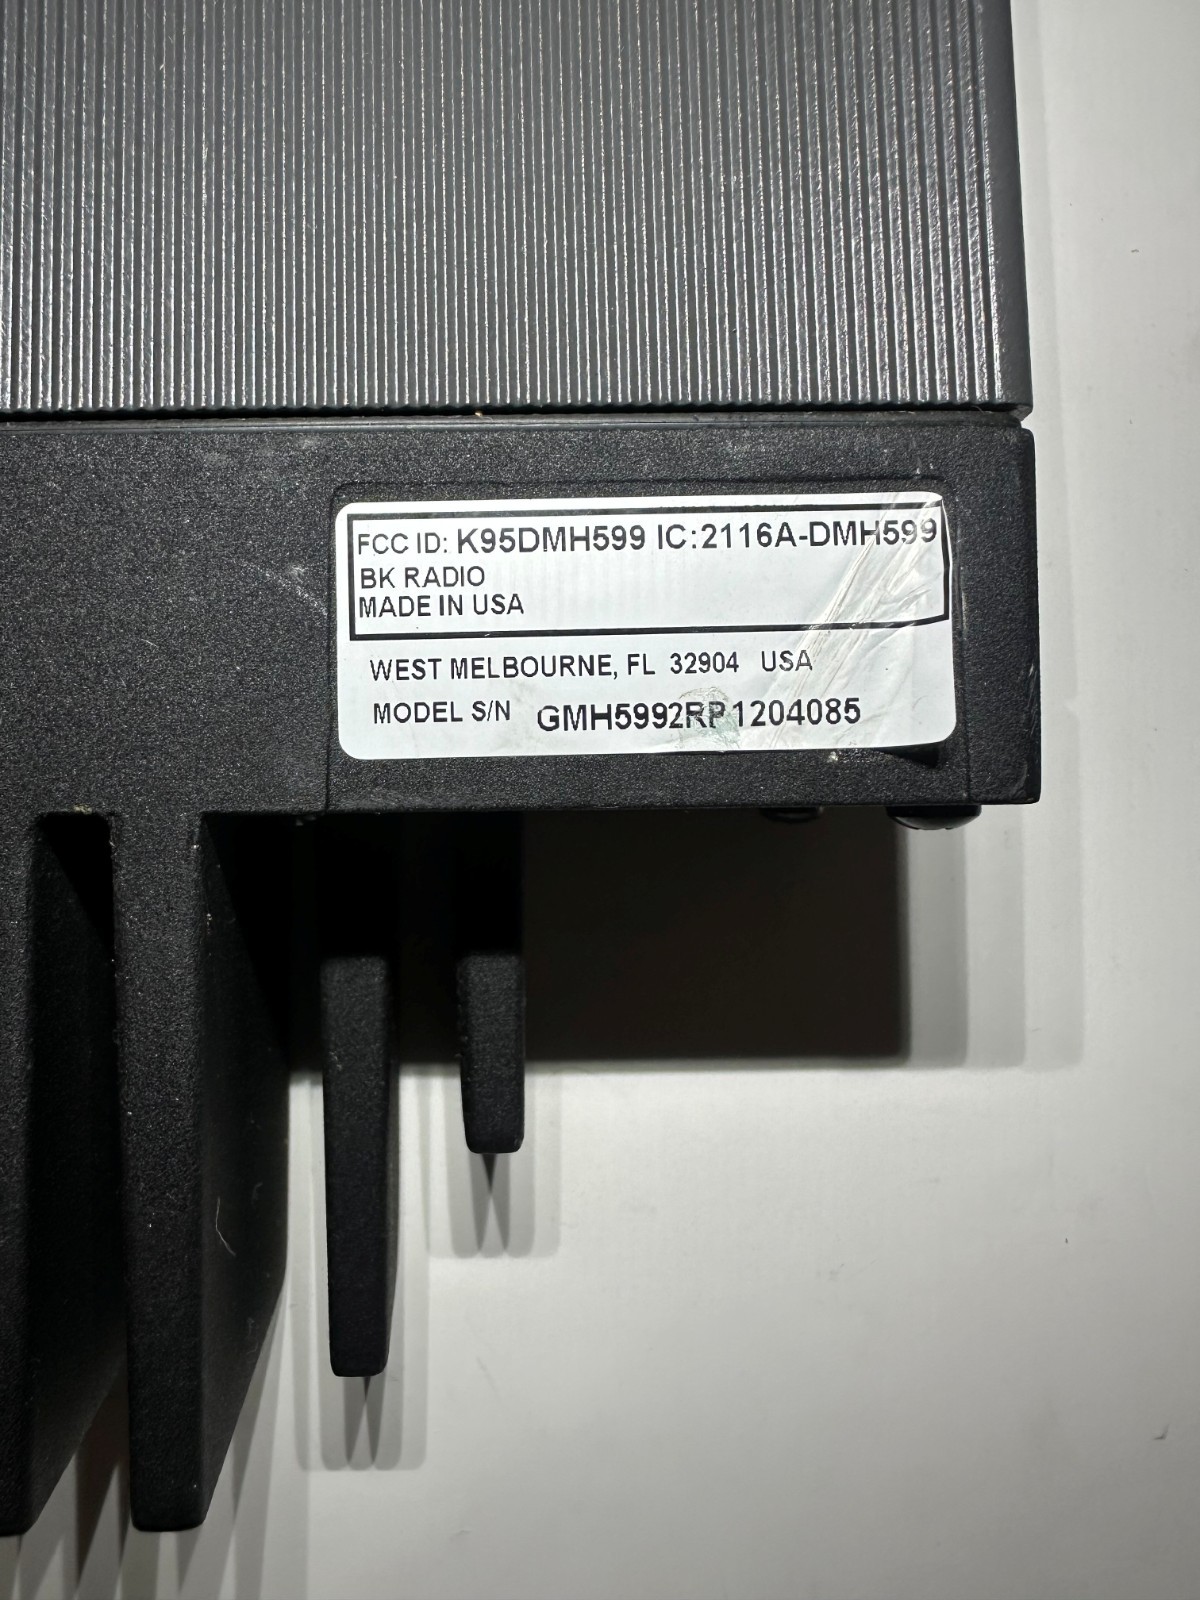 FCC ID: K95DMH599 IC:2116A-DMH599
BK RADIO
MADE IN USA
WEST MELBOURNE, FL 32904 USA
MODEL S/N GMH5992RP1204085